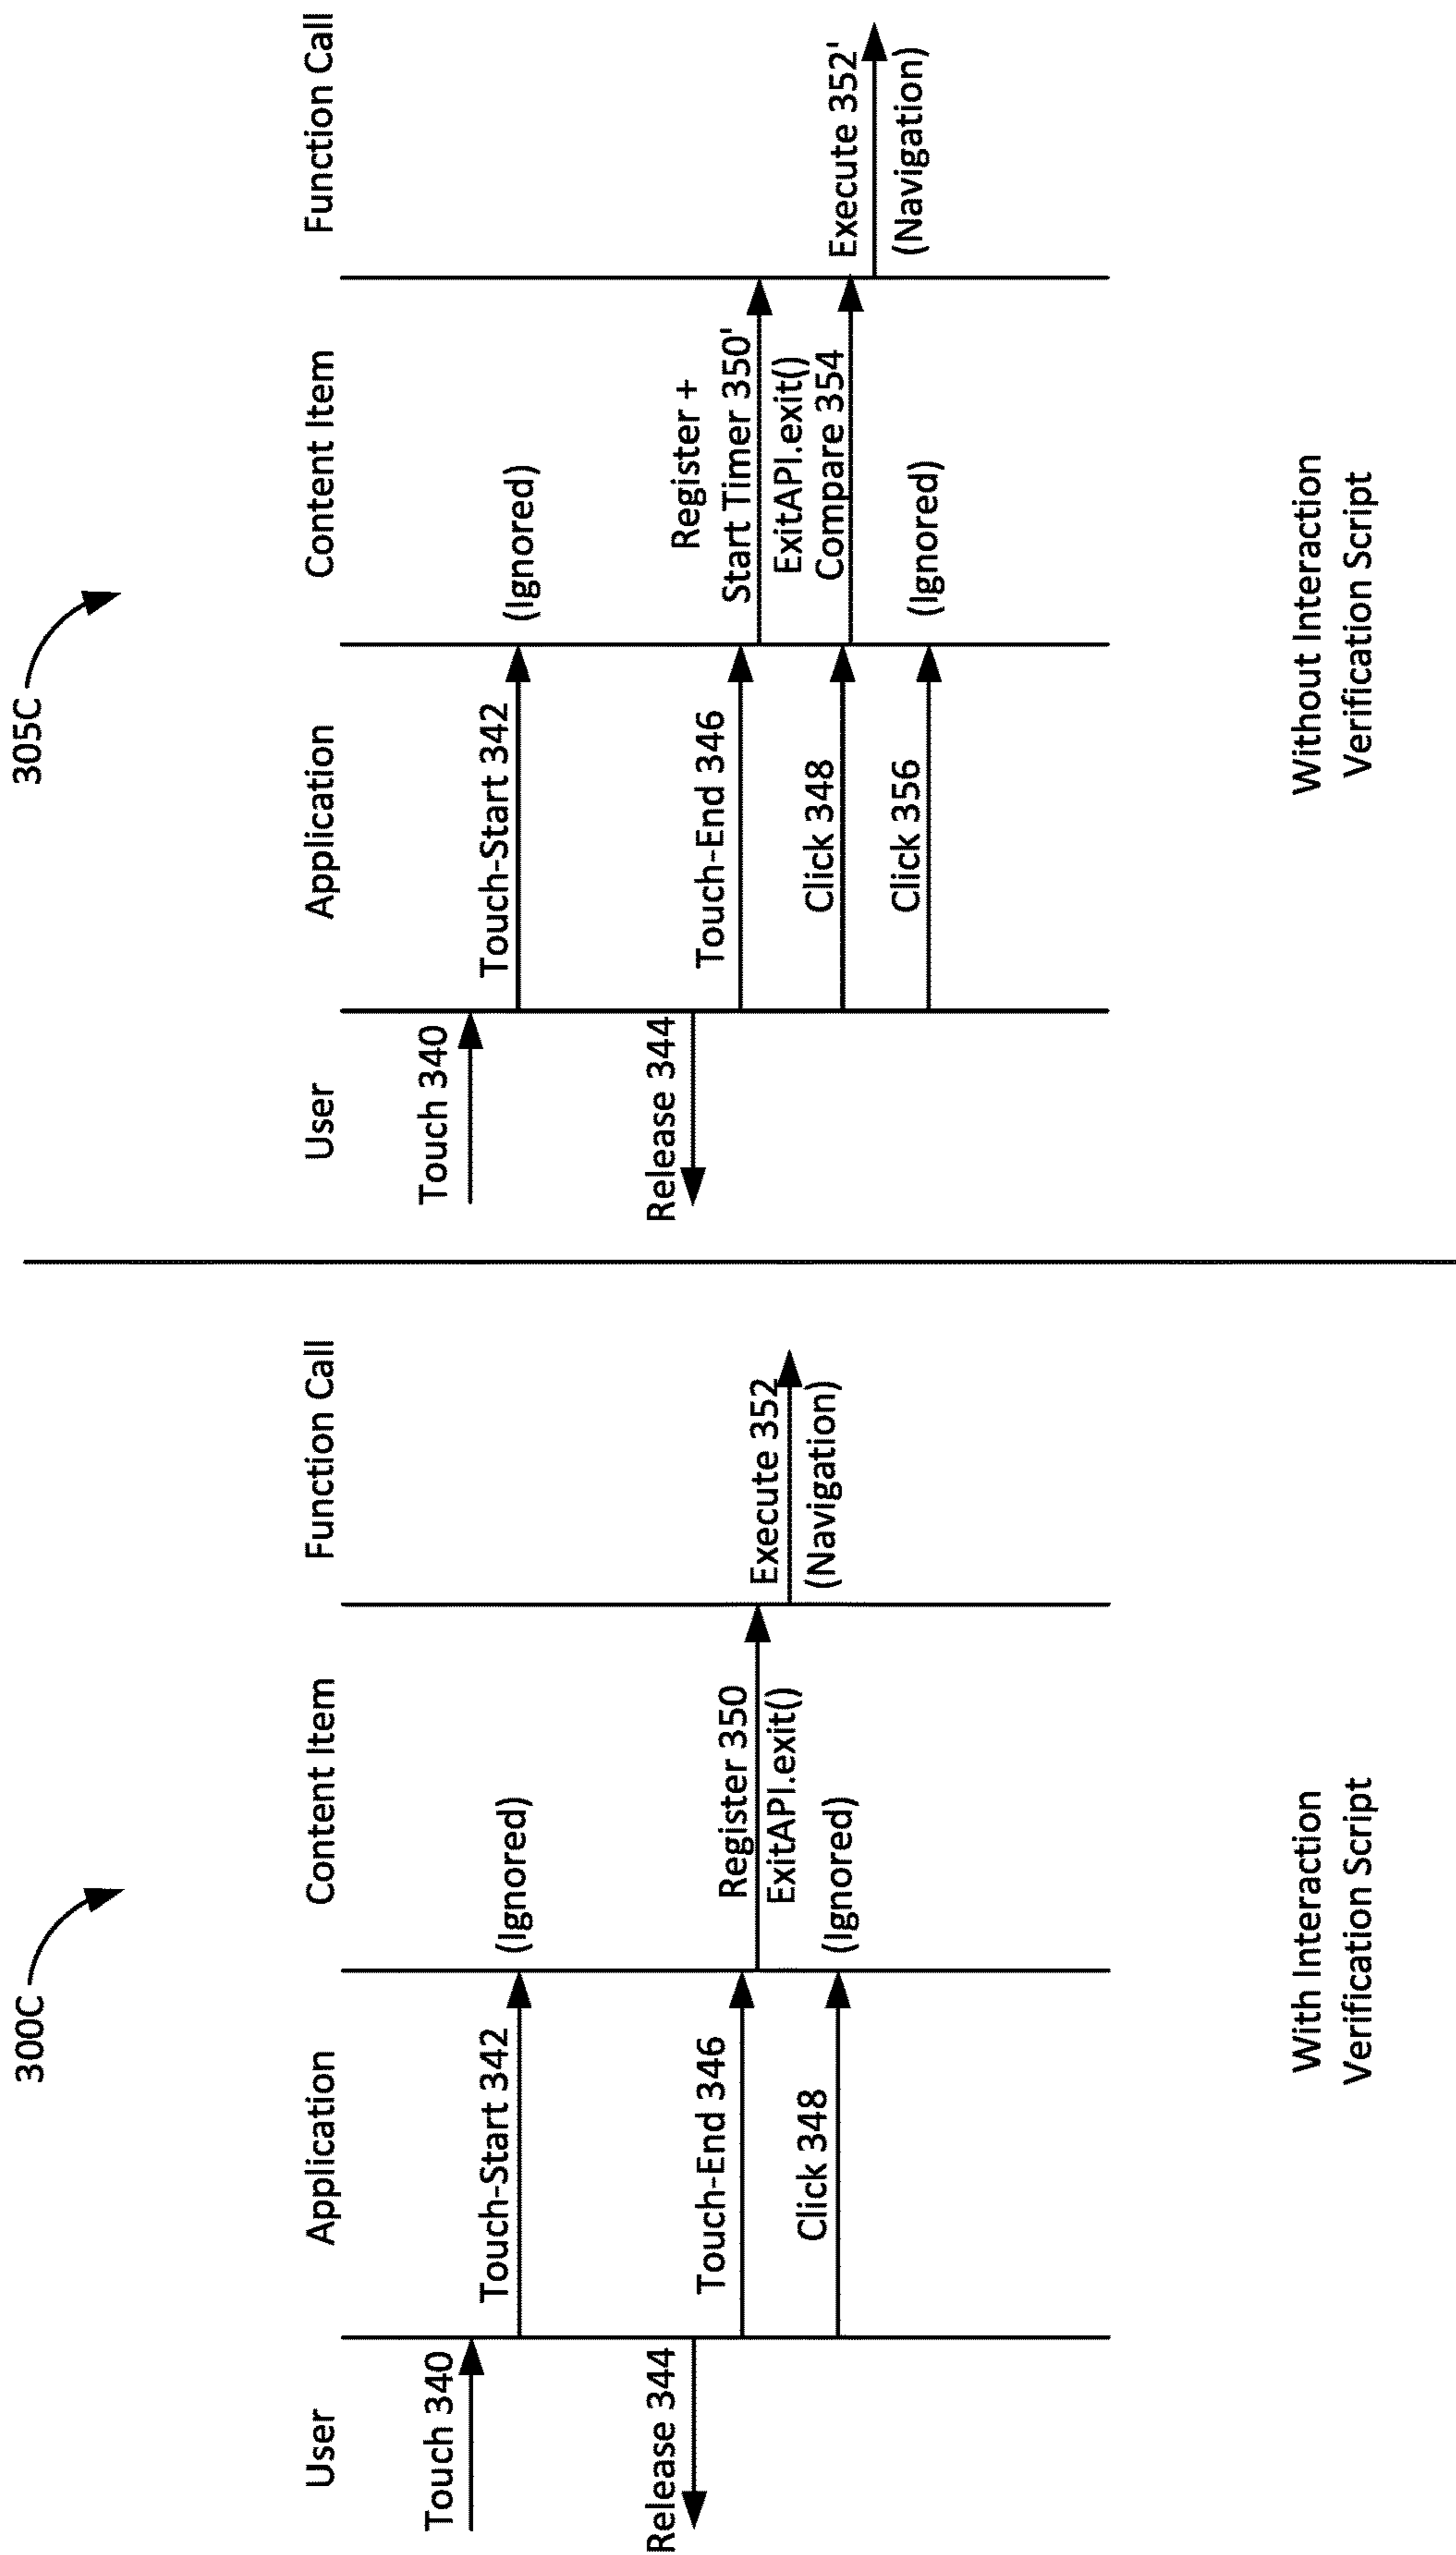 300C
User
Application
Content Item
Function Call
Touch 340
Touch-Start 342
(Ignored)
Release 344
Touch-End 346
Register 350
ExitAPI.exit()
Execute 352
(Navigation)
Click 348
(Ignored)
With Interaction
Verification Script
305C
User
Application
Content Item
Function Call
Touch 340
Touch-Start 342
(Ignored)
Release 344
Touch-End 346
Register +
Start Timer 350'
ExitAPI.exit()
Click 348
Compare 354
Execute 352'
(Navigation)
Click 356
(Ignored)
Without Interaction
Verification Script